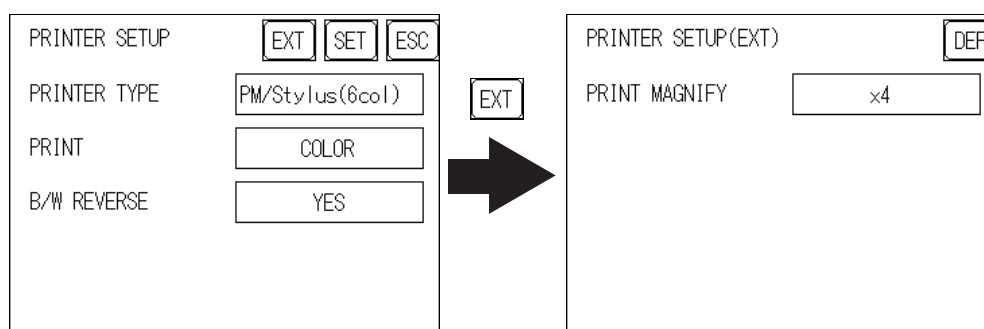 PRINTER SETUP EXT SET ESC
PRINTER TYPE PM/Stylus(6col)
PRINT COLOR
B/W REVERSE YES
EXT
PRINTER SETUP(EXT) DEF
PRINT MAGNIFY ×4